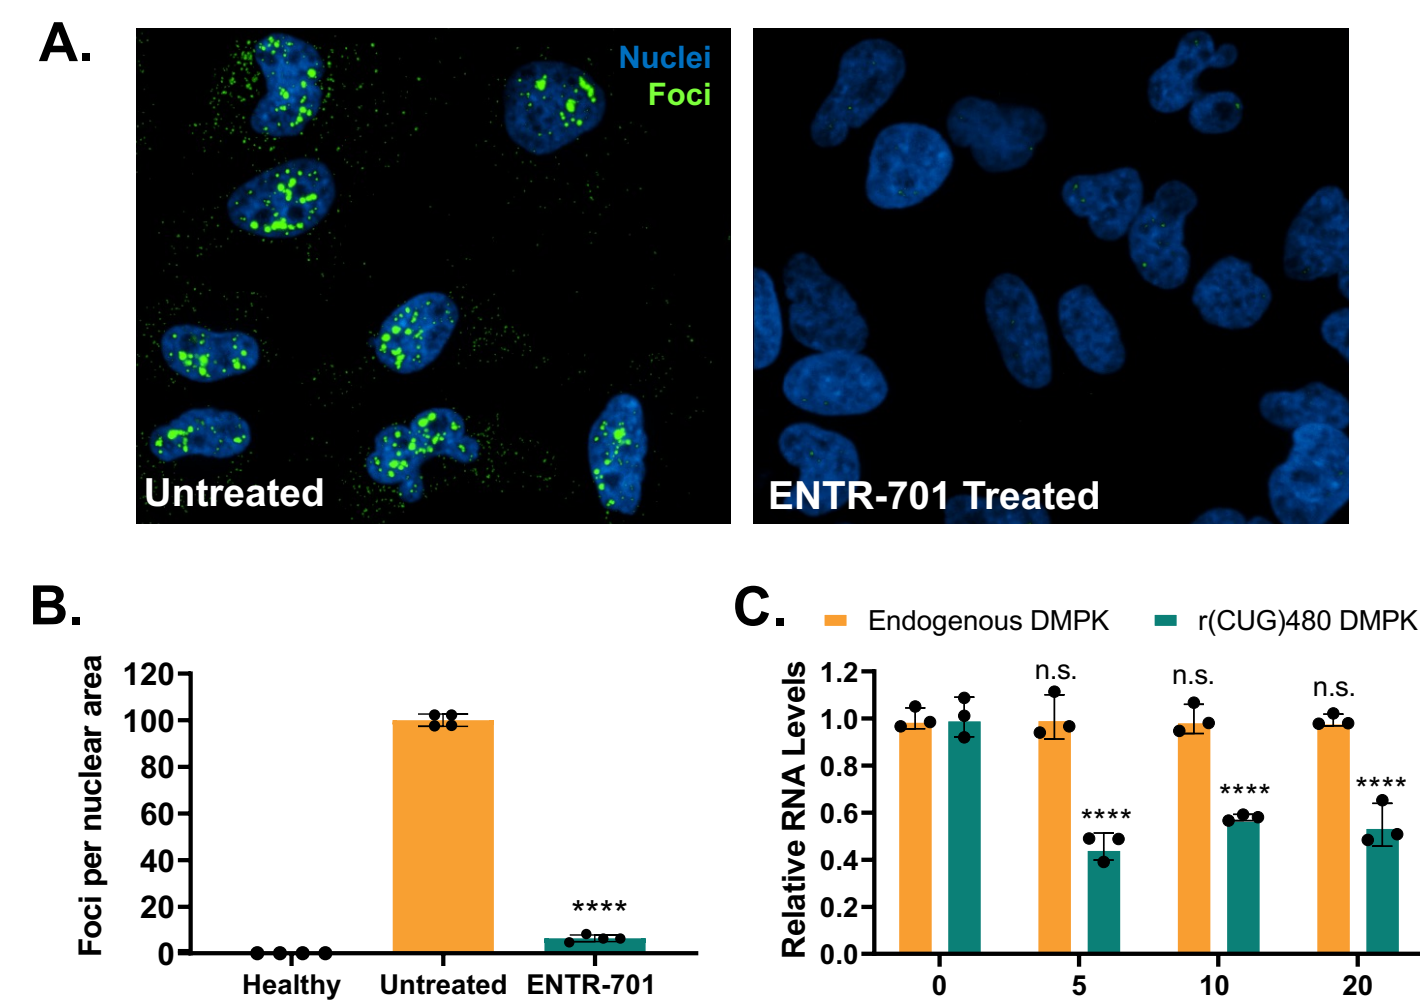 A.
Nuclei
Foci
Untreated
ENTR-701 Treated
B.
Foci per nuclear area
120
100
80
60
40
20
0
****
Healthy Untreated ENTR-701
C.
Endogenous DMPK r(CUG)480 DMPK
Relative RNA Levels
1.2
1.0
0.8
0.6
0.4
0.2
0.0
n.s. n.s. n.s.
**** **** ****
0 5 10 20